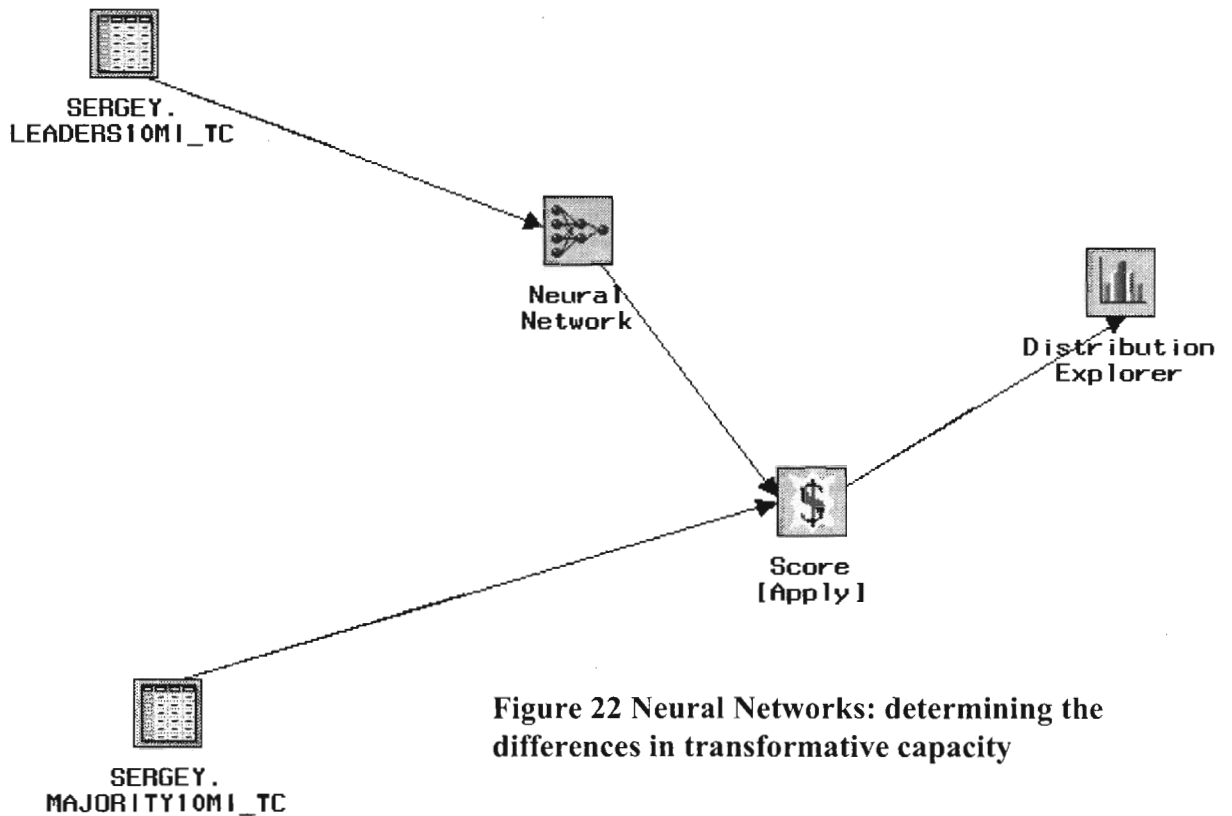 SERGEY.
LEADERS10MI_TC
Neural
Network
Distribution
Explorer
Score
[Apply]
Figure 22 Neural Networks: determining the
differences in transformative capacity
SERGEY.
MAJORITY10MI_TC